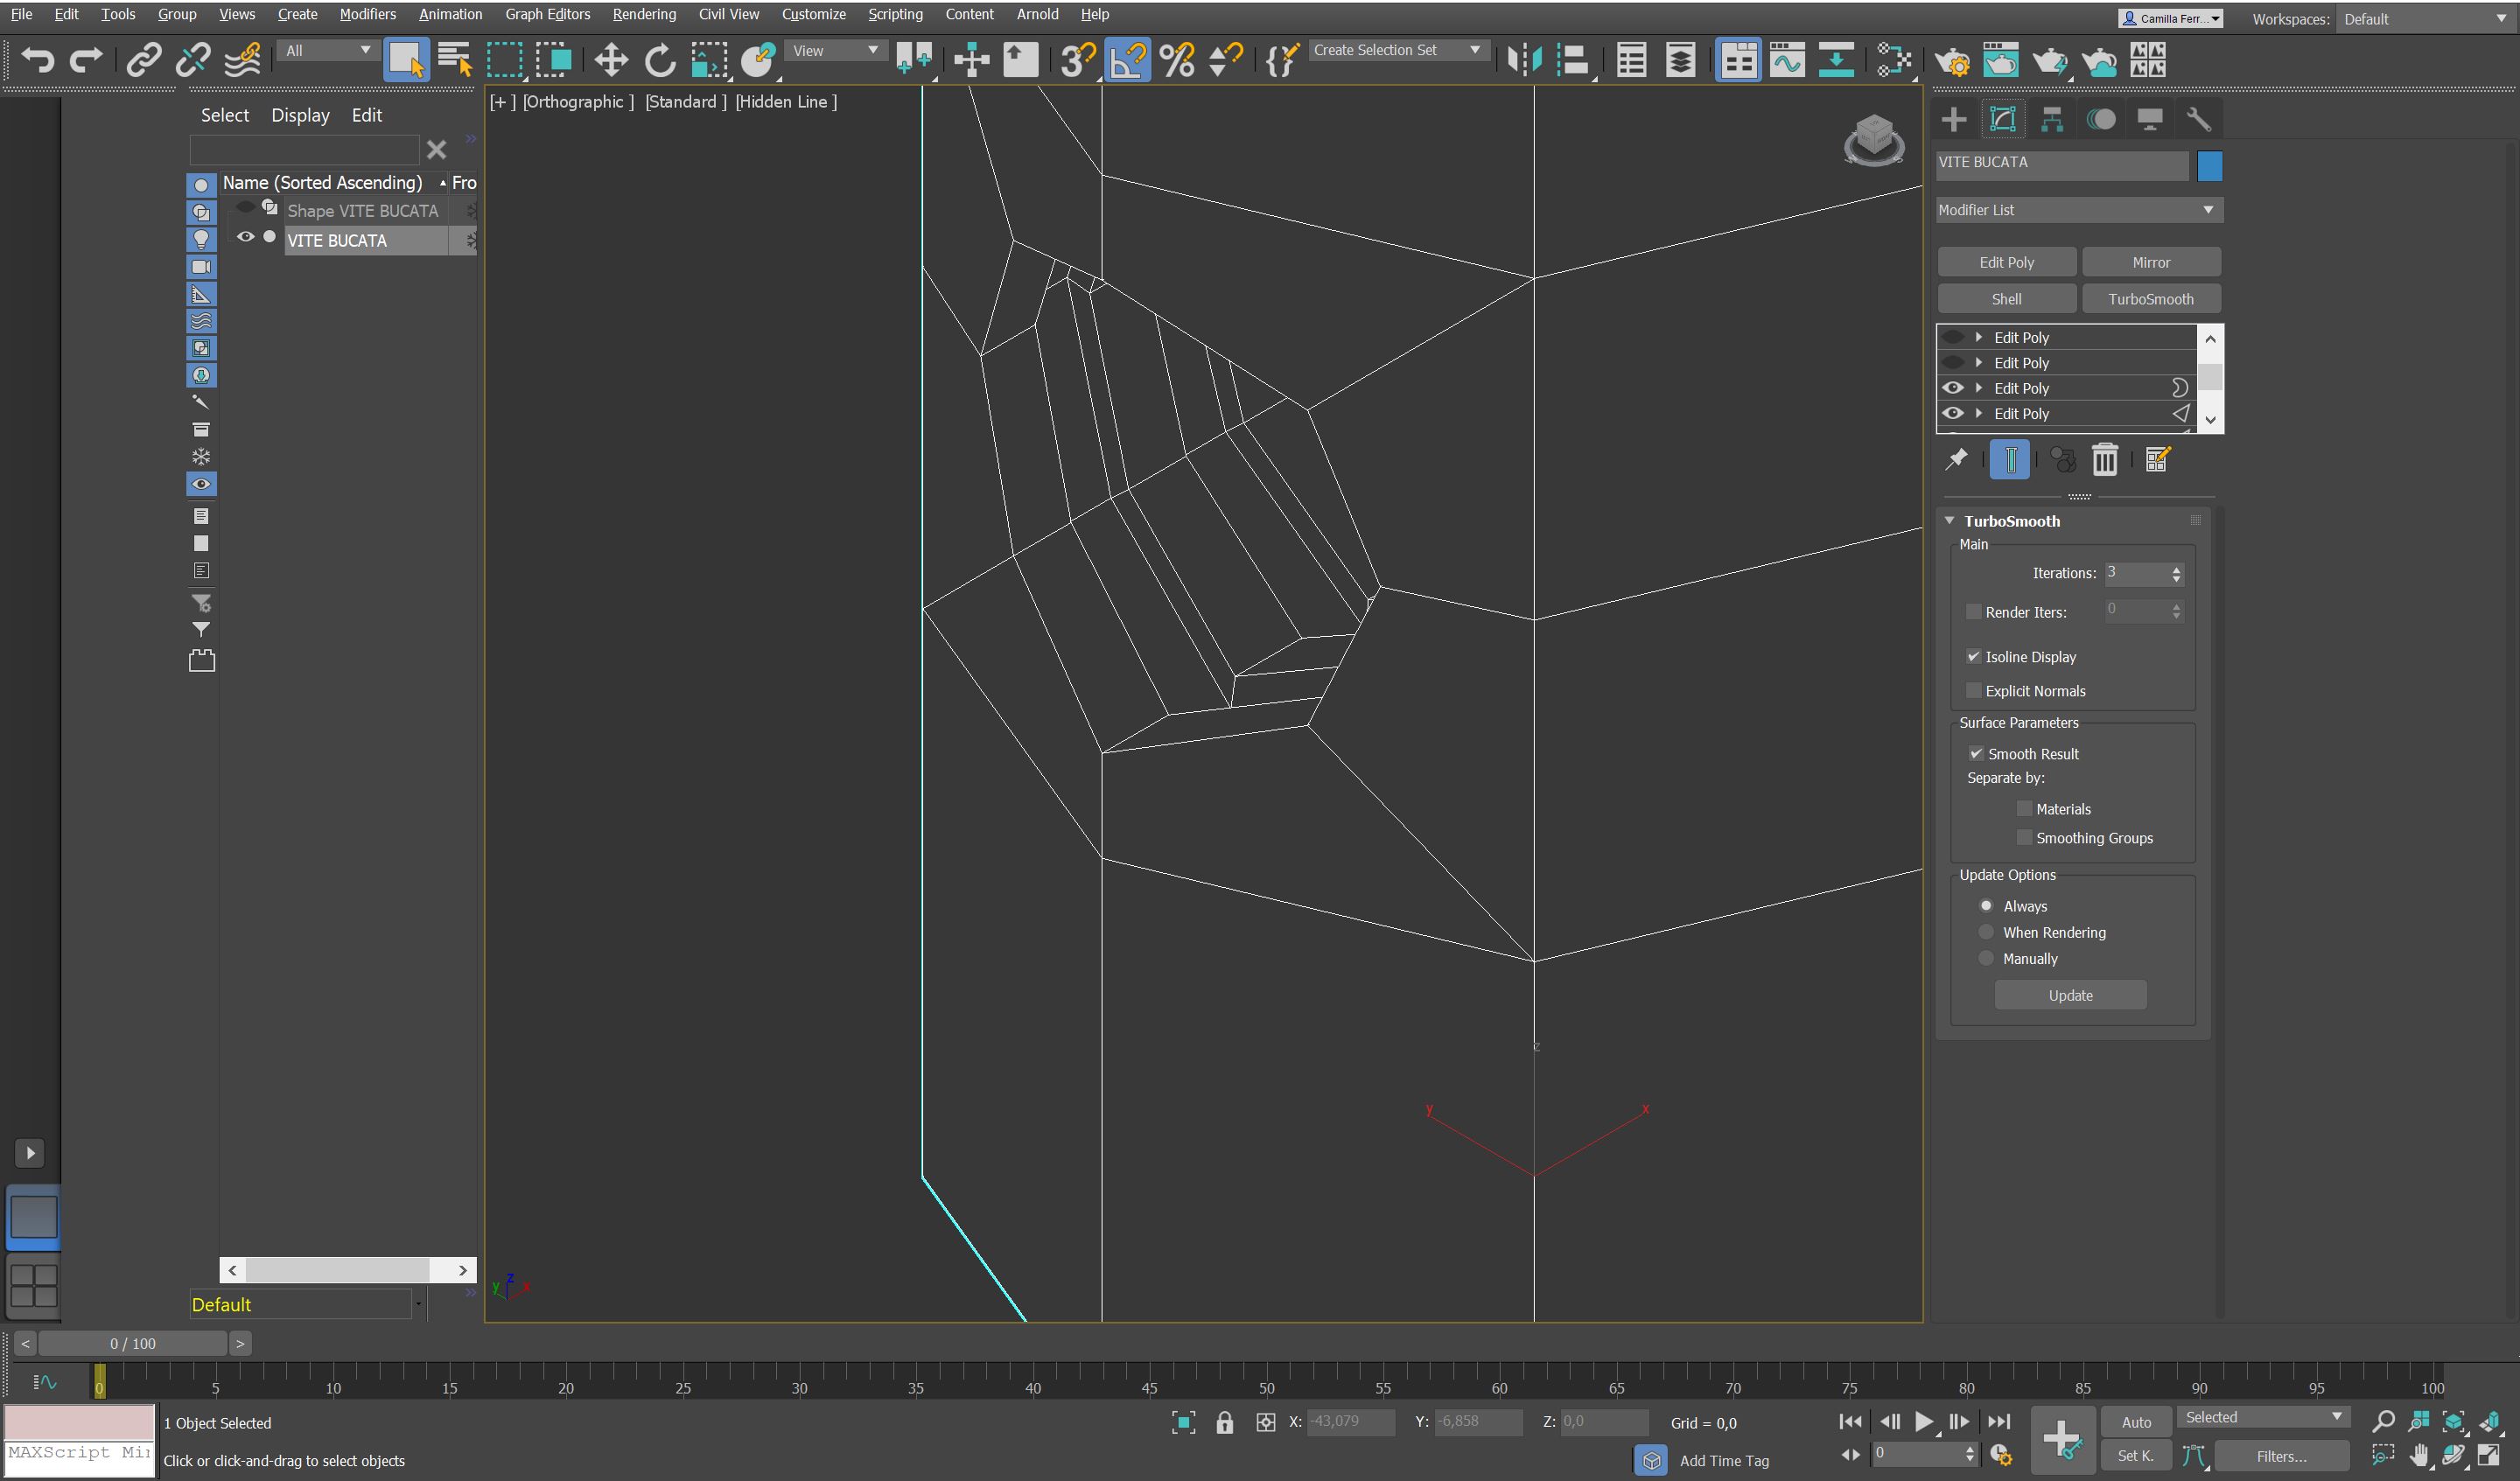 File Edit Tools Group Views Create Modifiers Animation Graph Editors Rendering Civil View Customize Scripting Content Arnold Help
Camilla Ferr... Workspaces: Default
All View Create Selection Set
Select Display Edit
[+ ] [Orthographic ] [Standard ] [Hidden Line ]
VITE BUCATA
Name (Sorted Ascending) Fro
Shape VITE BUCATA
VITE BUCATA
Modifier List
Edit Poly Mirror
Shell TurboSmooth
Edit Poly
Edit Poly
Edit Poly
Edit Poly
TurboSmooth
Main
Iterations: 3
Render Iters: 0
Isoline Display
Explicit Normals
Surface Parameters
Smooth Result
Separate by:
Materials
Smoothing Groups
Update Options
Always
When Rendering
Manually
Update
z
y x
z
y x
Default
< 0 / 100 >
0 5 10 15 20 25 30 35 40 45 50 55 60 65 70 75 80 85 90 95 100
1 Object Selected X: -43,079 Y: -6,858 Z: 0,0 Grid = 0,0 Auto Selected
MAXScript Mi
Click or click-and-drag to select objects Add Time Tag 0 Set K. Filters...